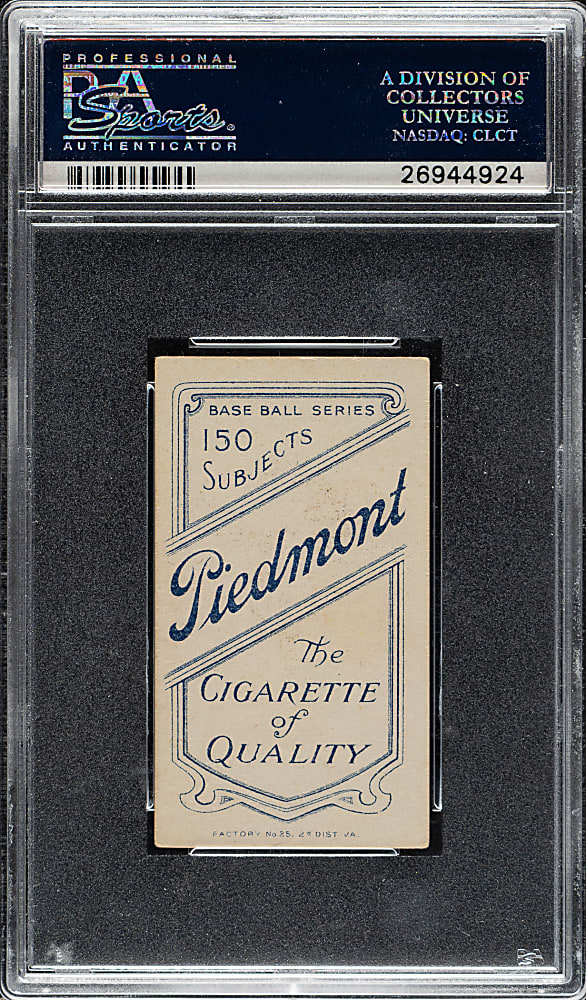 PROFESSIONAL
PSA
Sports
AUTHENTICATOR
A DIVISION OF
COLLECTORS
UNIVERSE
NASDAQ: CLCT
26944924
BASE BALL SERIES
150
SUBJECTS
Piedmont
The
CIGARETTE
of
QUALITY
FACTORY No 25. 2D DIST VA.